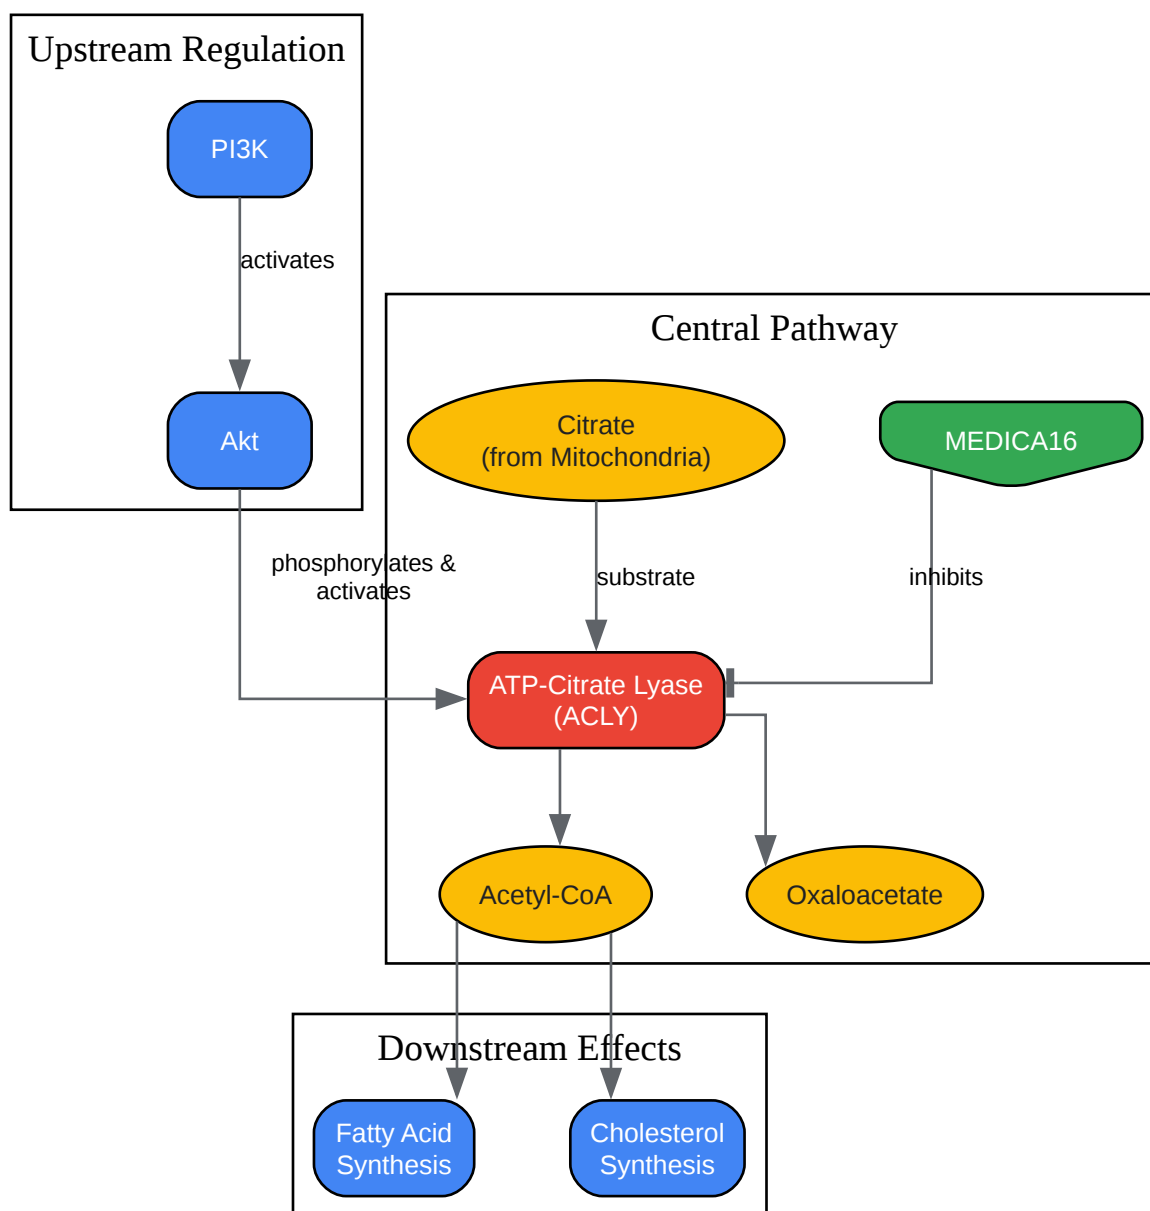 Upstream Regulation
PI3K
activates
Akt
phosphorylates &
activates
Central Pathway
Citrate
(from Mitochondria)
MEDICA16
substrate
inhibits
ATP-Citrate Lyase
(ACLY)
Acetyl-CoA
Oxaloacetate
Downstream Effects
Fatty Acid
Synthesis
Cholesterol
Synthesis